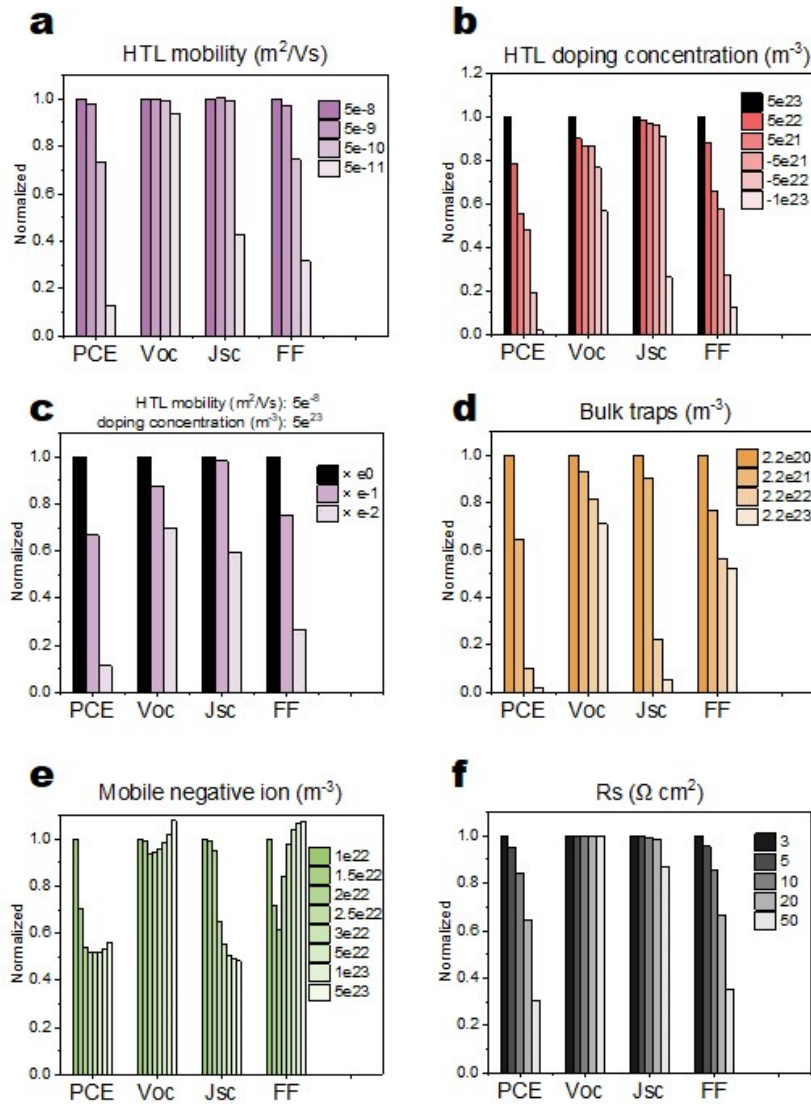 a
HTL mobility (m²/Vs)
Normalized
1.0
0.8
0.6
0.4
0.2
0.0
PCE Voc Jsc FF
5e-8
5e-9
5e-10
5e-11
b
HTL doping concentration (m⁻³)
Normalized
1.2
1.0
0.8
0.6
0.4
0.2
0.0
PCE Voc Jsc FF
5e23
5e22
5e21
-5e21
-5e22
-1e23
c
HTL mobility (m²/Vs): 5e⁻⁸
doping concentration (m⁻³): 5e²³
Normalized
1.0
0.8
0.6
0.4
0.2
0.0
PCE Voc Jsc FF
× e0
× e-1
× e-2
d
Bulk traps (m⁻³)
Normalized
1.0
0.8
0.6
0.4
0.2
0.0
PCE Voc Jsc FF
2.2e20
2.2e21
2.2e22
2.2e23
e
Mobile negative ion (m⁻³)
Normalized
1.0
0.8
0.6
0.4
0.2
0.0
PCE Voc Jsc FF
1e22
1.5e22
2e22
2.5e22
3e22
5e22
1e23
5e23
f
Rs (Ω cm²)
Normalized
1.0
0.8
0.6
0.4
0.2
0.0
PCE Voc Jsc FF
3
5
10
20
50